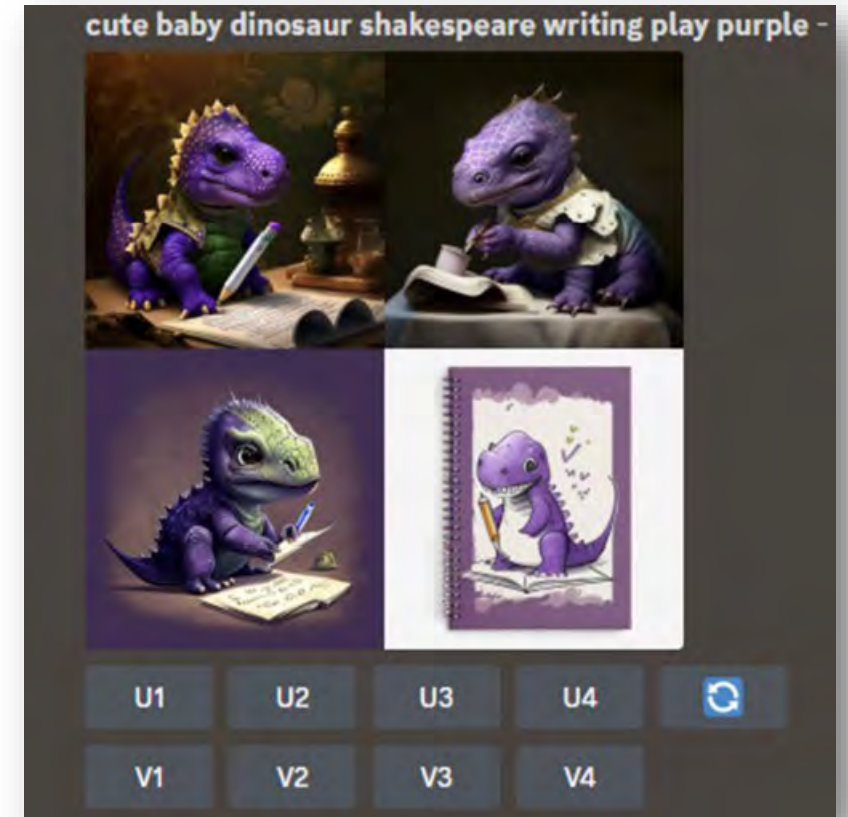 cute baby dinosaur shakespeare writing play purple -
U1 U2 U3 U4
V1 V2 V3 V4